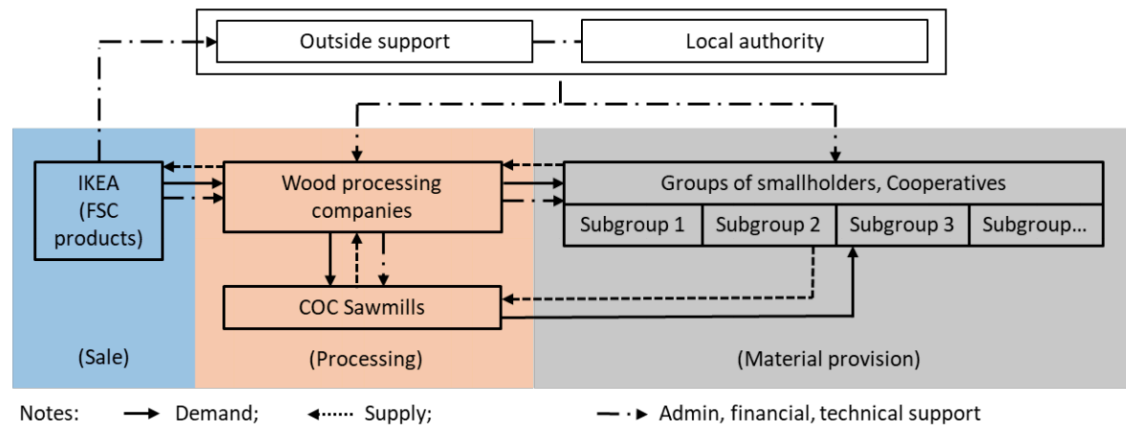 Outside support
Local authority
IKEA
(FSC
products)
Wood processing
companies
Groups of smallholders, Cooperatives
Subgroup 1
Subgroup 2
Subgroup 3
Subgroup...
COC Sawmills
(Sale)
(Processing)
(Material provision)
Notes:
Demand;
Supply;
Admin, financial, technical support